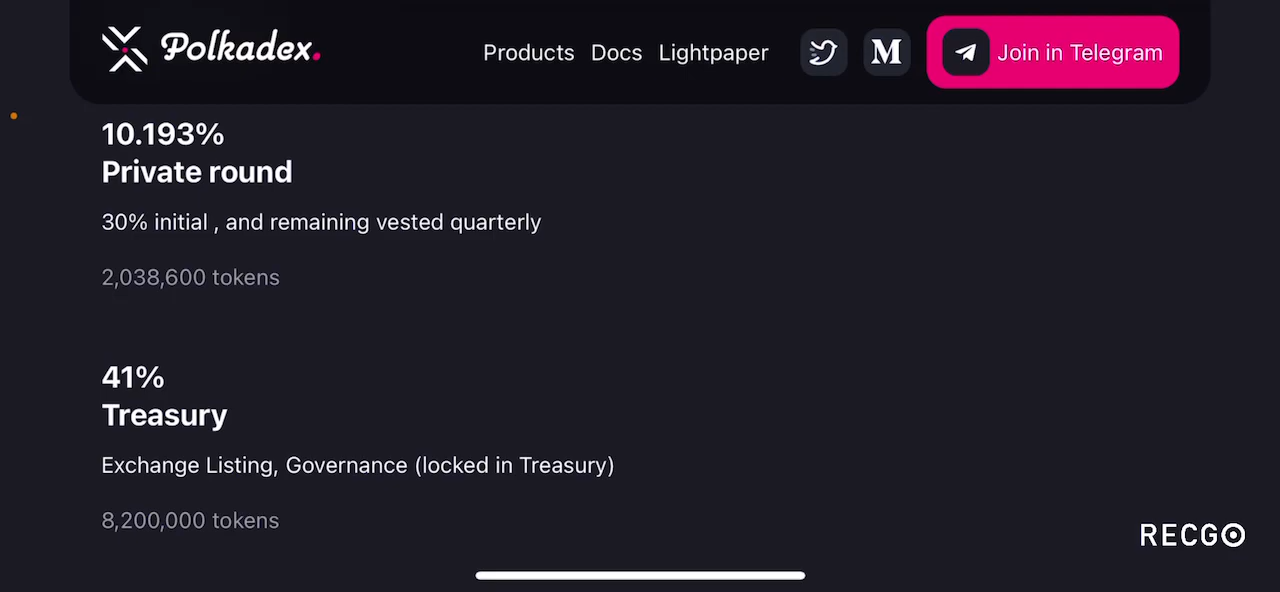 Polkadex.
Products Docs Lightpaper
M
Join in Telegram
10.193%
Private round
30% initial , and remaining vested quarterly
2,038,600 tokens
41%
Treasury
Exchange Listing, Governance (locked in Treasury)
8,200,000 tokens
RECGO